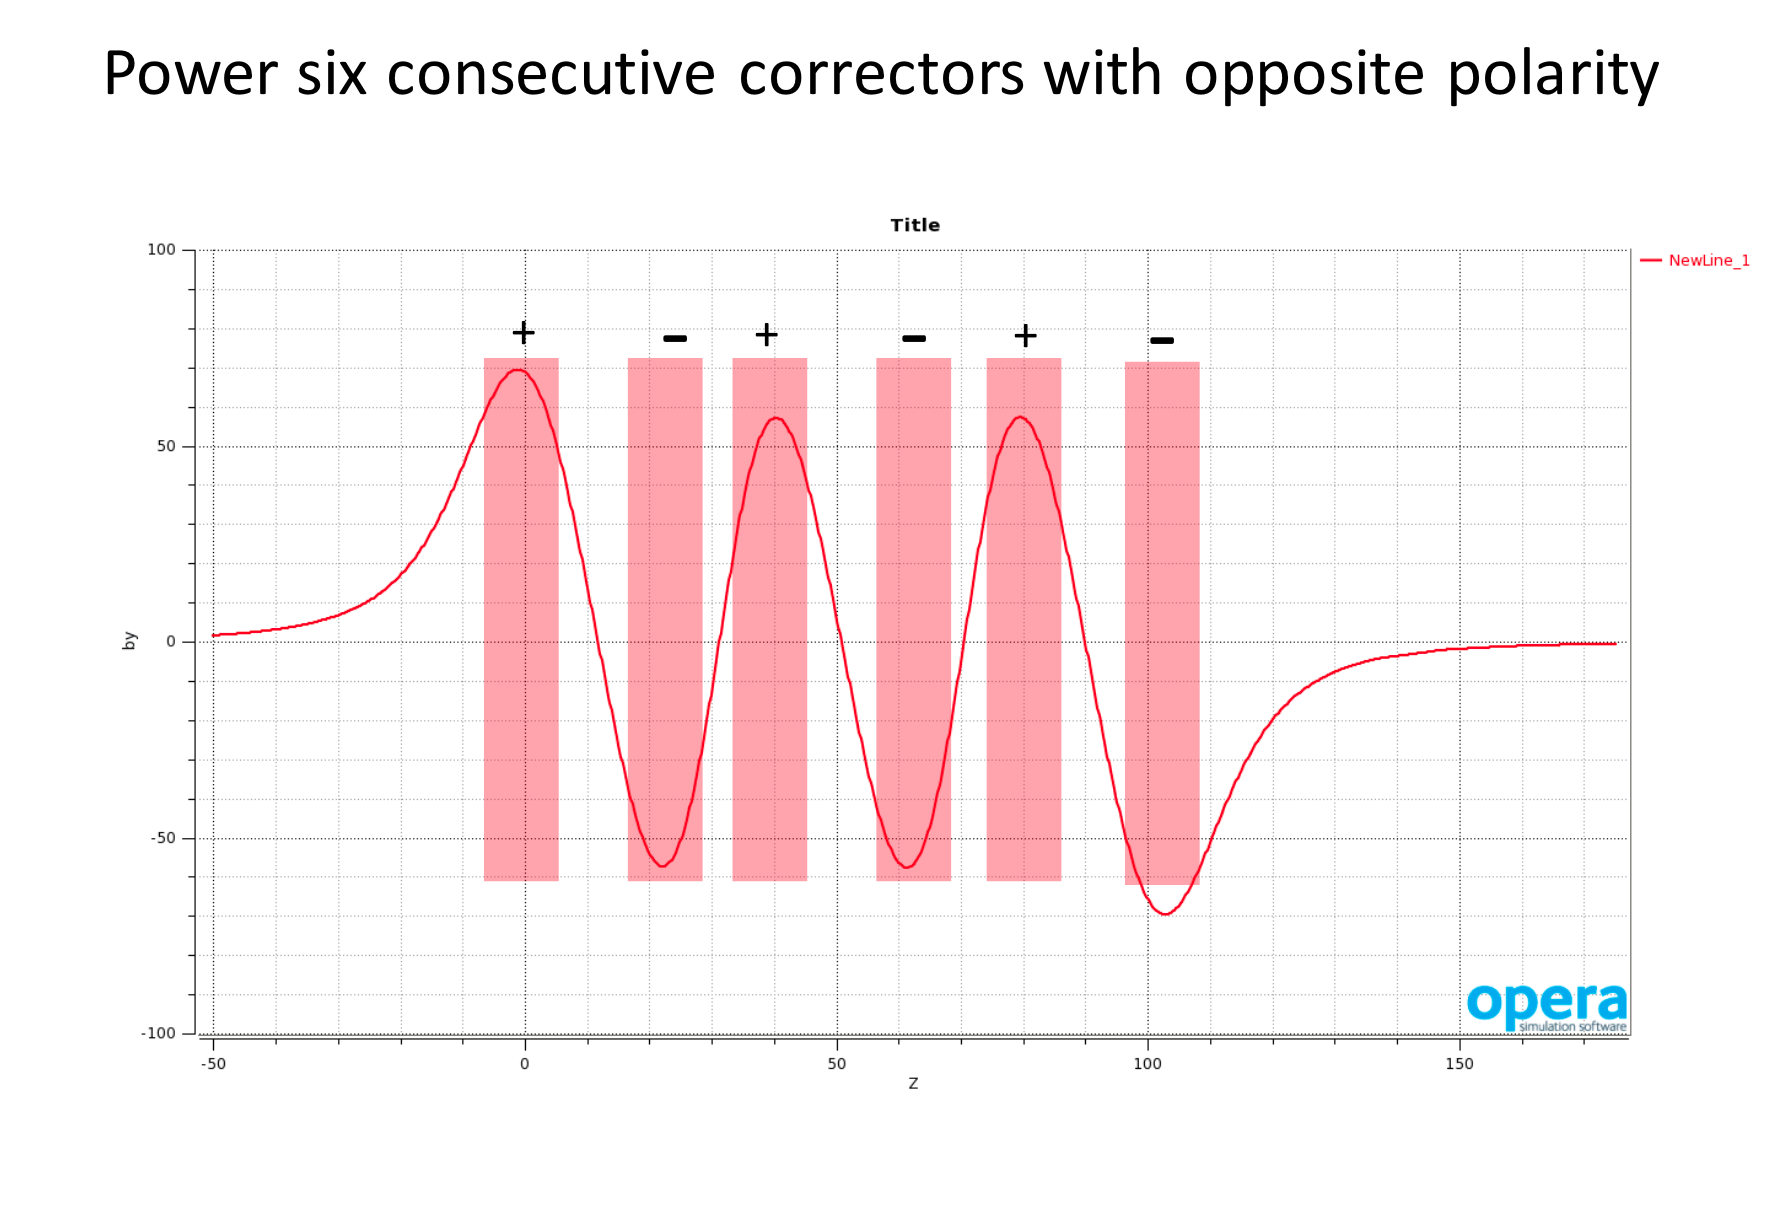 Power six consecutive correctors with opposite polarity
Title
NewLine_1
+ - + - + -
100
50
0
-50
-100
by
-50 0 50 100 150
Z
opera
simulation software